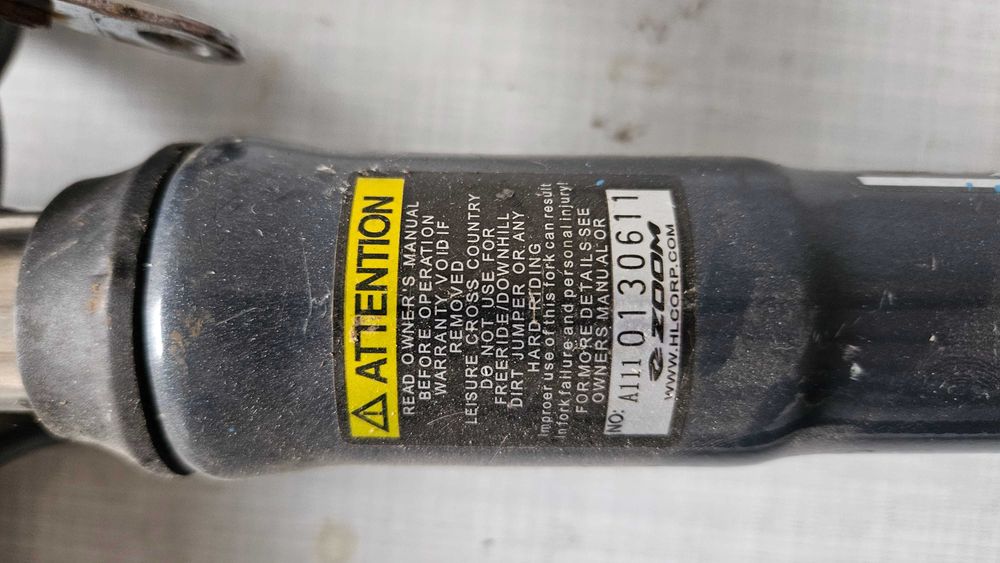 ATTENTION
READ OWNER'S MANUAL
BEFORE OPERATION
WARRANTY VOID IF
REMOVED
LEISURE CROSS COUNTRY
DO NOT USE FOR
FREERIDE/DOWNHILL
DIRT JUMPER OR ANY
HARD RIDING
Improer use of this fork can result
in fork failure and personal injury!
FOR MORE DETAILS SEE
OWNERS MANUAL OR
NO: A111 0130611
ZOOM
WWW.HLCORP.COM